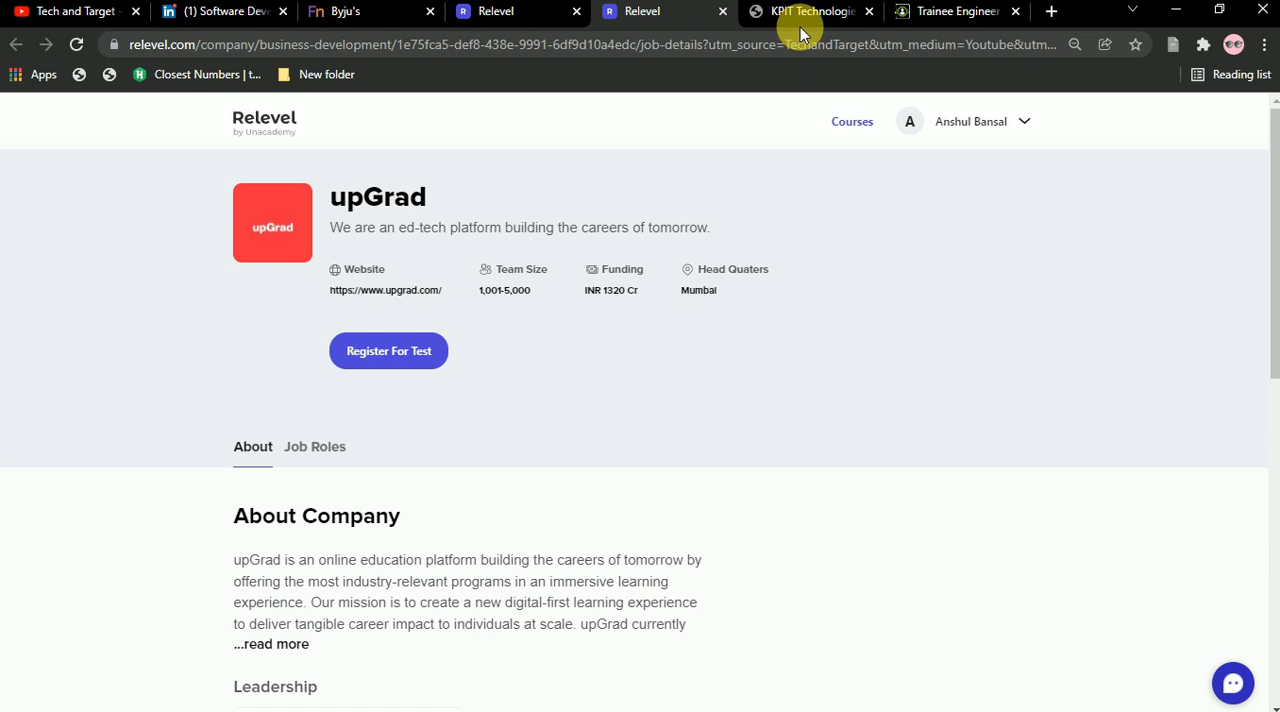 Tech and Target
(1) Software Deve
Fn Byju's
R Relevel
R Relevel
KPIT Technologie
Trainee Engineer
relevel.com/company/business-development/1e75fca5-def8-438e-9991-6df9d10a4edc/job-details?utm_source=TechandTarget&utm_medium=Youtube&utm...
Apps
Closest Numbers | t...
New folder
Reading list
Relevel
by Unacademy
Courses
A
Anshul Bansal
upGrad
upGrad
We are an ed-tech platform building the careers of tomorrow.
Website
Team Size
Funding
Head Quaters
https://www.upgrad.com/
1,001-5,000
INR 1320 Cr
Mumbai
Register For Test
About
Job Roles
About Company
upGrad is an online education platform building the careers of tomorrow by
offering the most industry-relevant programs in an immersive learning
experience. Our mission is to create a new digital-first learning experience
to deliver tangible career impact to individuals at scale. upGrad currently
...read more
Leadership